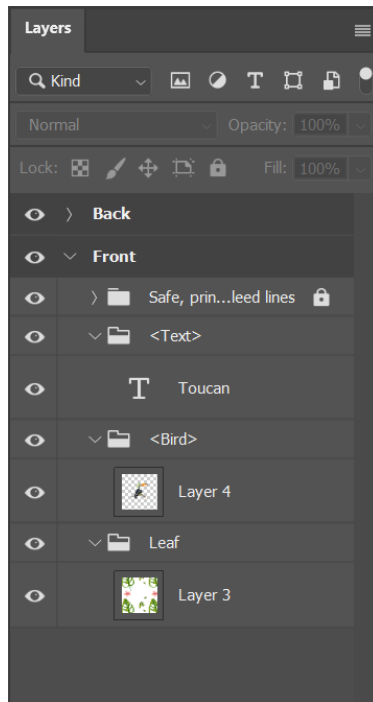 Layers
Kind
Normal Opacity: 100%
Lock: Fill: 100%
Back
Front
Safe, prin...leed lines
<Text>
T Toucan
<Bird>
Layer 4
Leaf
Layer 3